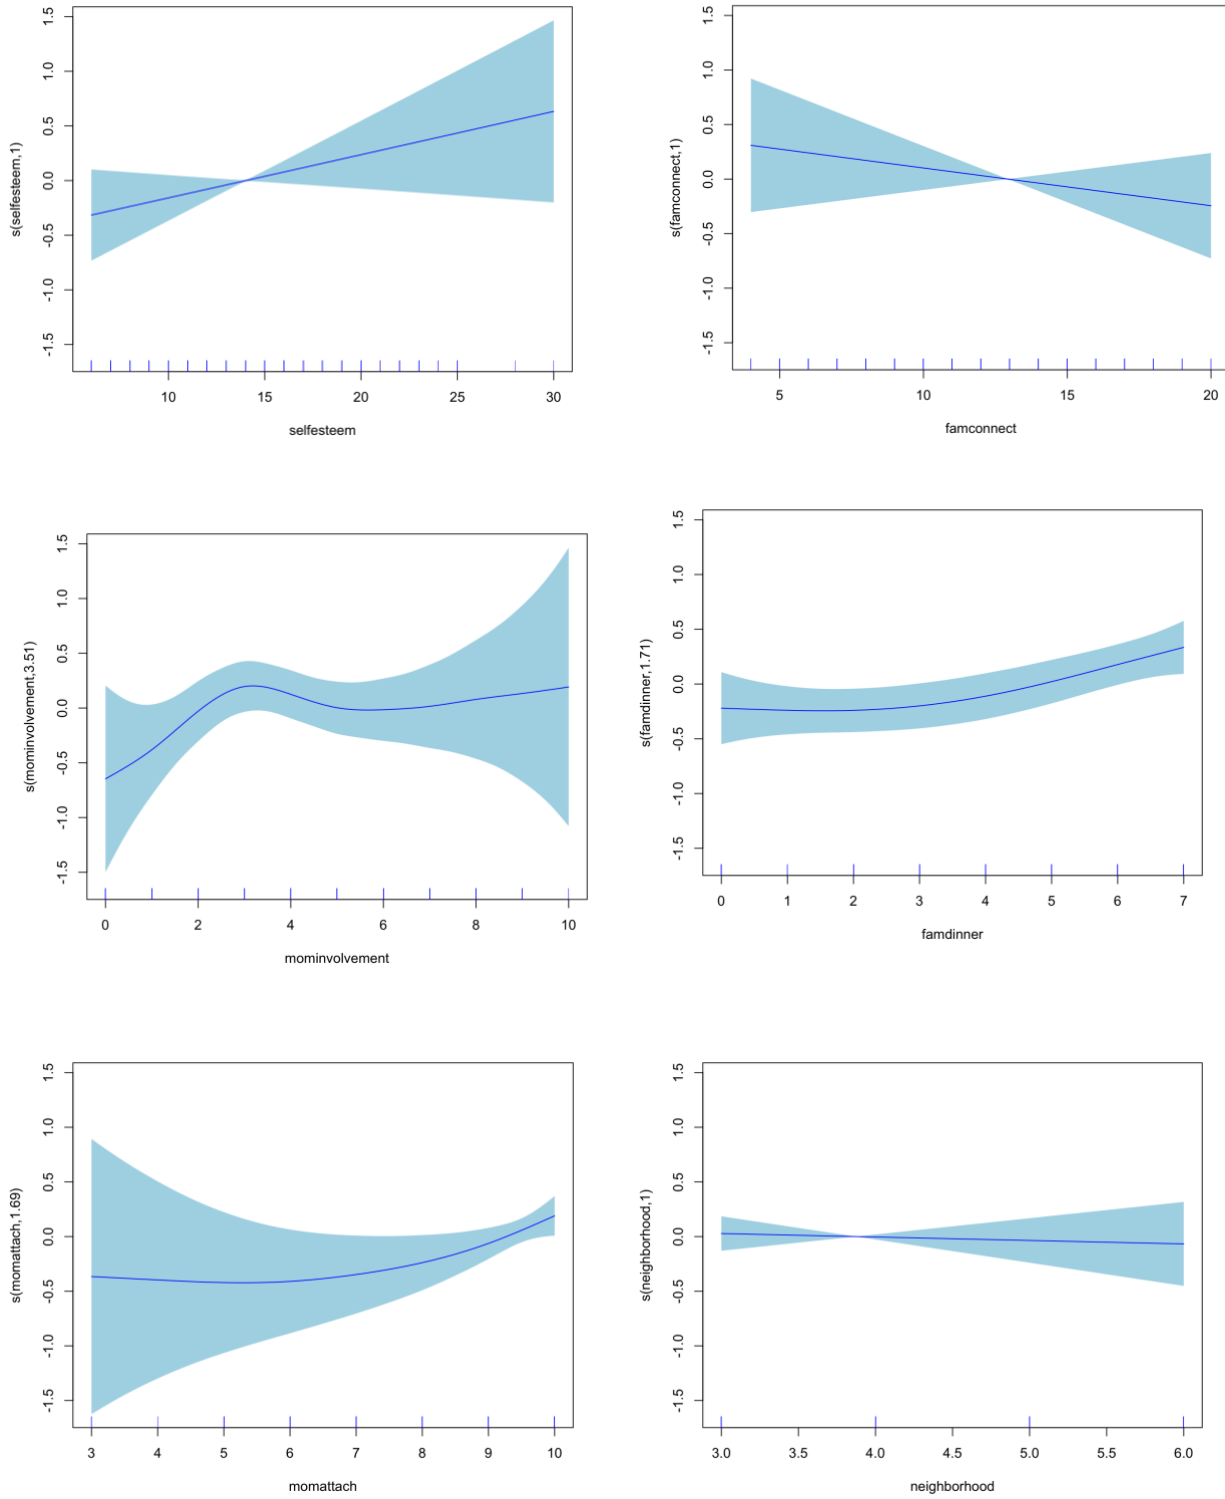 s(selfesteem,1)
1.5
1.0
0.5
0.0
-0.5
-1.0
-1.5
10 15 20 25 30
selfesteem
s(famconnect,1)
1.5
1.0
0.5
0.0
-0.5
-1.0
-1.5
5 10 15 20
famconnect
s(mominvolvement,3.51)
1.5
1.0
0.5
0.0
-0.5
-1.0
-1.5
0 2 4 6 8 10
mominvolvement
s(famdinner,1.71)
1.5
1.0
0.5
0.0
-0.5
-1.0
-1.5
0 1 2 3 4 5 6 7
famdinner
s(momattach,1.69)
1.5
1.0
0.5
0.0
-0.5
-1.0
-1.5
3 4 5 6 7 8 9 10
momattach
s(neighborhood,1)
1.5
1.0
0.5
0.0
-0.5
-1.0
-1.5
3.0 3.5 4.0 4.5 5.0 5.5 6.0
neighborhood